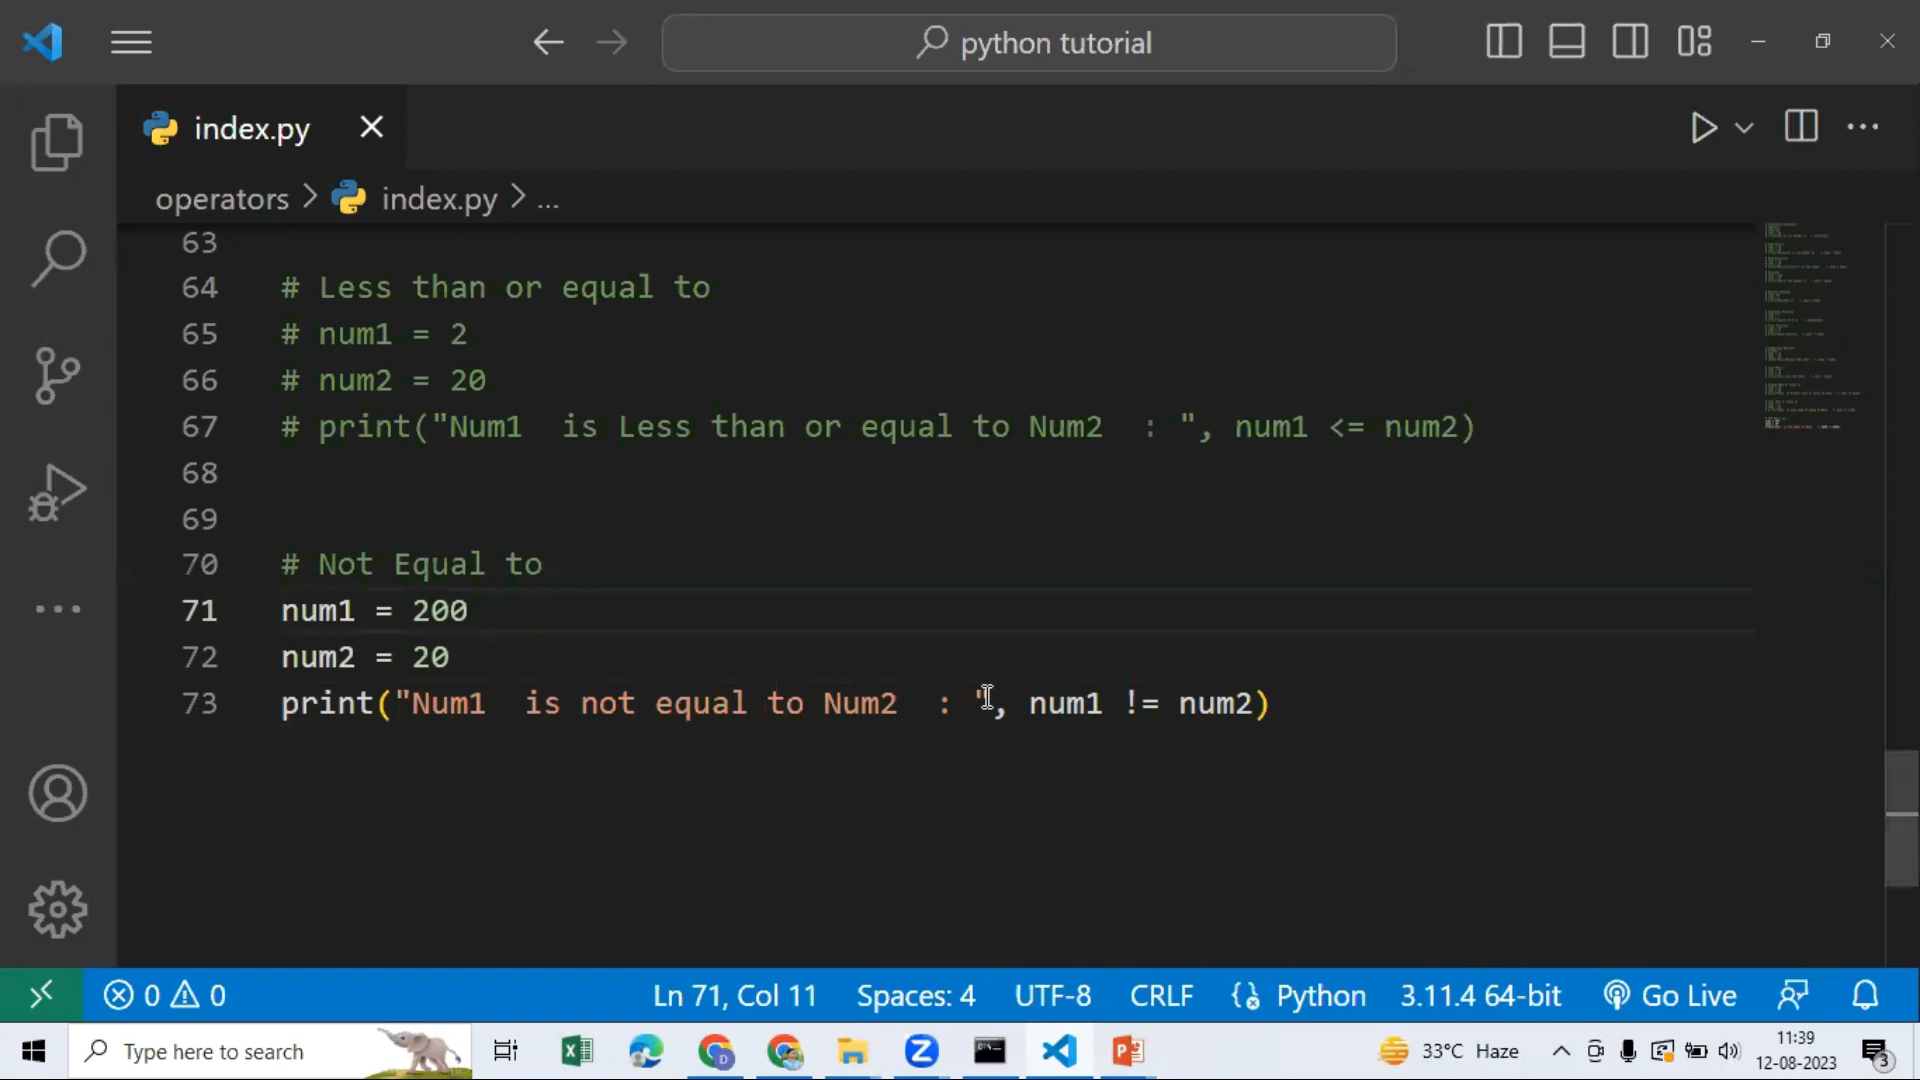 python tutorial
index.py
operators > index.py > ...
63
64 # Less than or equal to
65 # num1 = 2
66 # num2 = 20
67 # print("Num1  is Less than or equal to Num2  : ", num1 <= num2)
68
69
70 # Not Equal to
71 num1 = 200
72 num2 = 20
73 print("Num1  is not equal to Num2  : ", num1 != num2)
0 0 Ln 71, Col 11 Spaces: 4 UTF-8 CRLF Python 3.11.4 64-bit Go Live
Type here to search 33°C Haze 11:39
12-08-2023 3